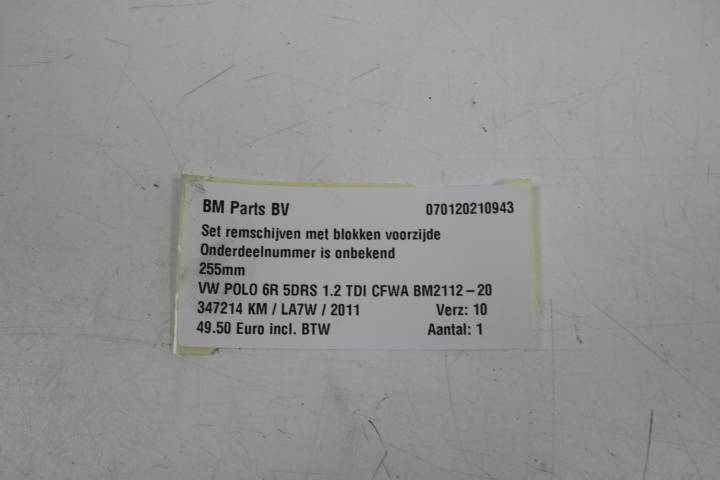 BM Parts BV 070120210943
Set remschijven met blokken voorzijde
Onderdeelnummer is onbekend
255mm
VW POLO 6R 5DRS 1.2 TDI CFWA BM2112-20
347214 KM / LA7W / 2011 Verz: 10
49.50 Euro incl. BTW Aantal: 1